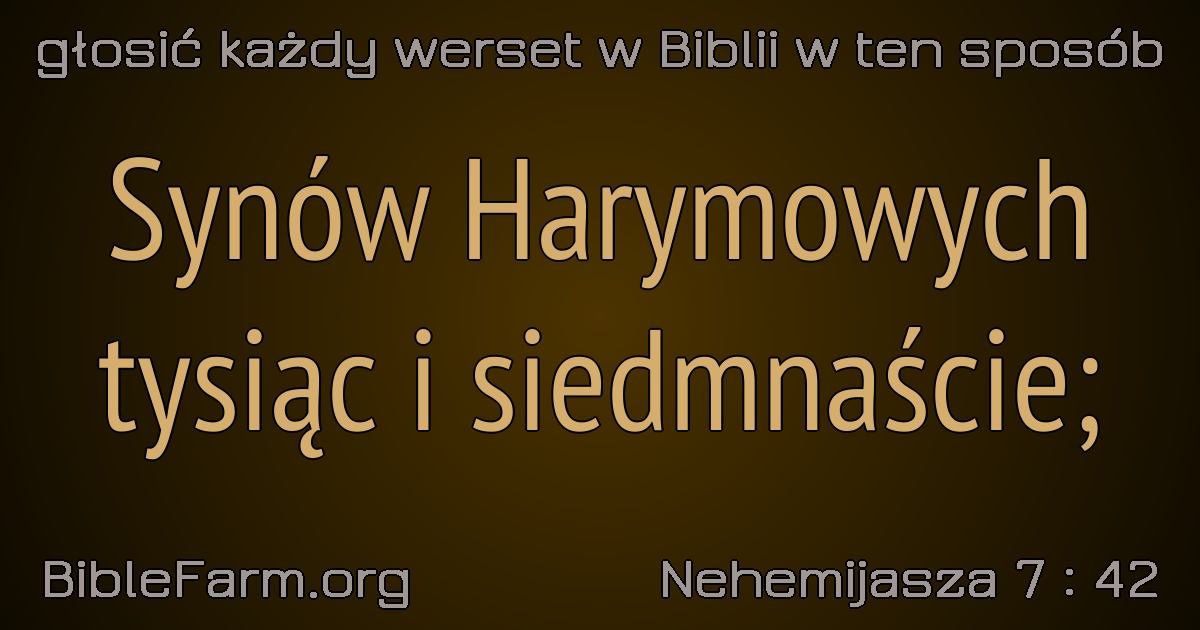 głosić każdy werset w Biblii w ten sposób
Synów Harymowych
tysiąc i siedmnaście;
BibleFarm.org
Nehemijasza 7 : 42